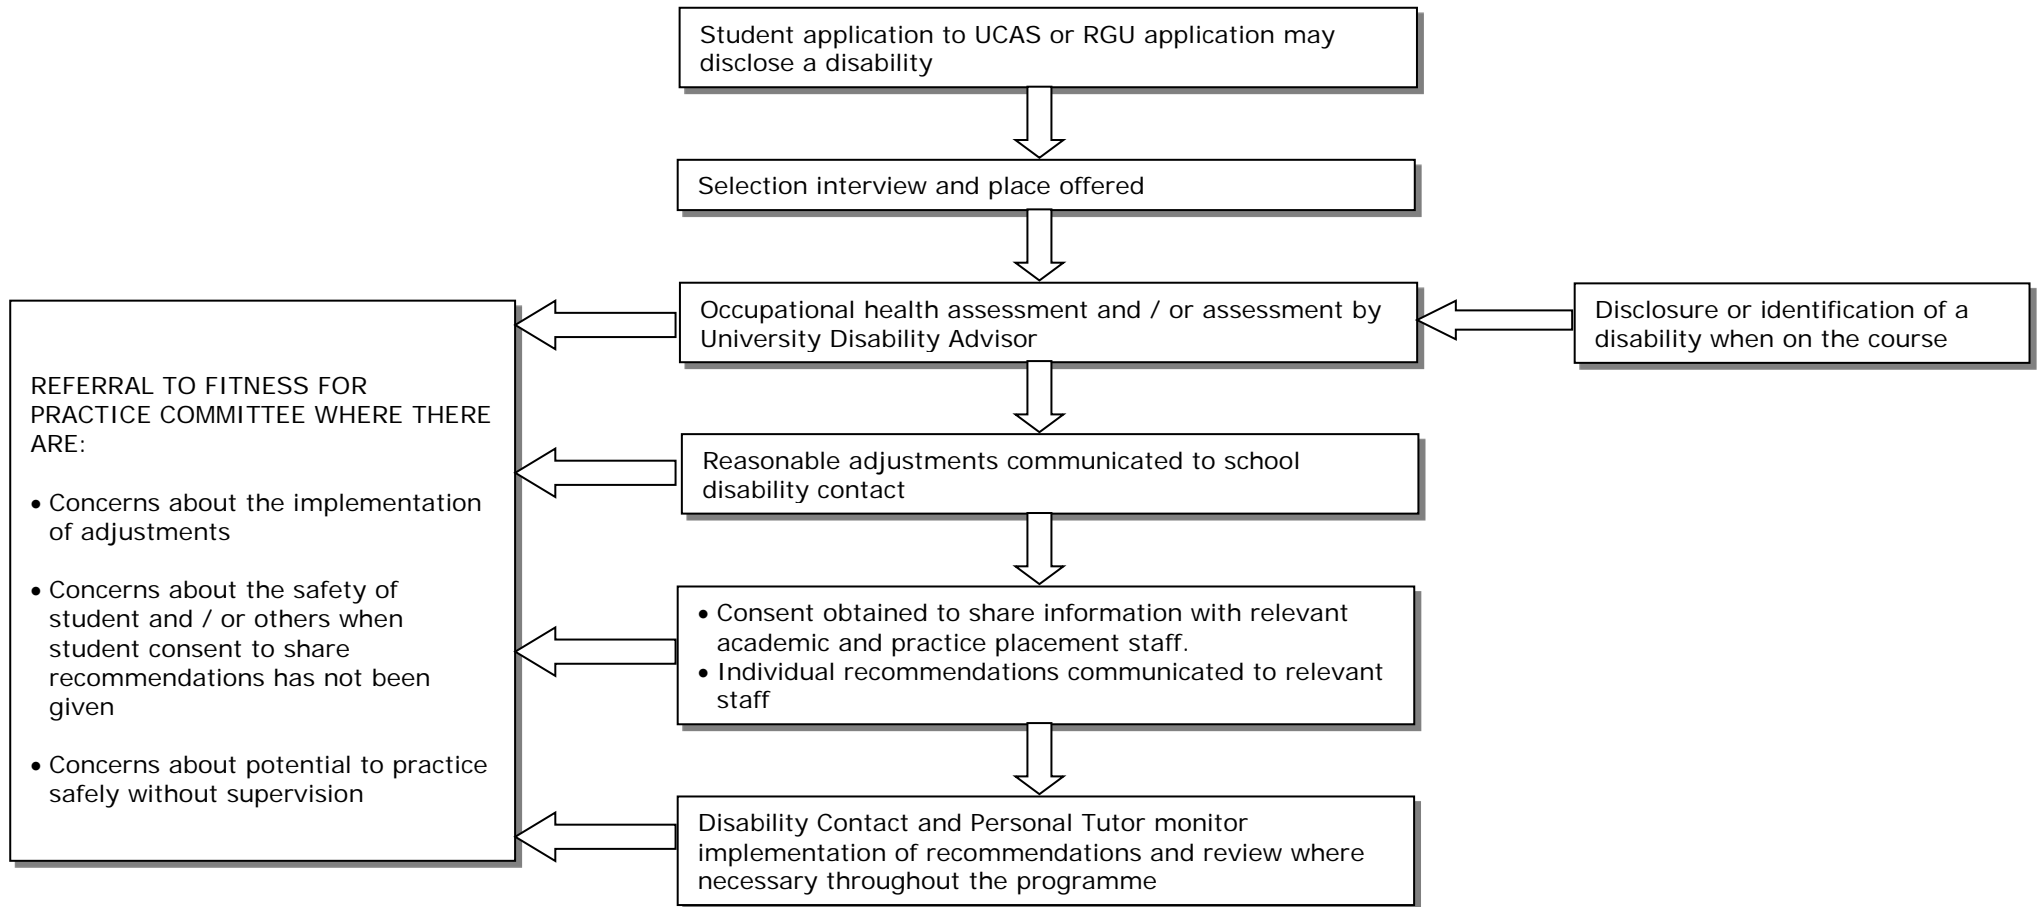 Student application to UCAS or RGU application may
disclose a disability
Selection interview and place offered
Occupational health assessment and / or assessment by
University Disability Advisor
Disclosure or identification of a
disability when on the course
REFERRAL TO FITNESS FOR
PRACTICE COMMITTEE WHERE THERE
ARE:
• Concerns about the implementation
of adjustments
• Concerns about the safety of
student and / or others when
student consent to share
recommendations has not been
given
• Concerns about potential to practice
safely without supervision
Reasonable adjustments communicated to school
disability contact
• Consent obtained to share information with relevant
academic and practice placement staff.
• Individual recommendations communicated to relevant
staff
Disability Contact and Personal Tutor monitor
implementation of recommendations and review where
necessary throughout the programme